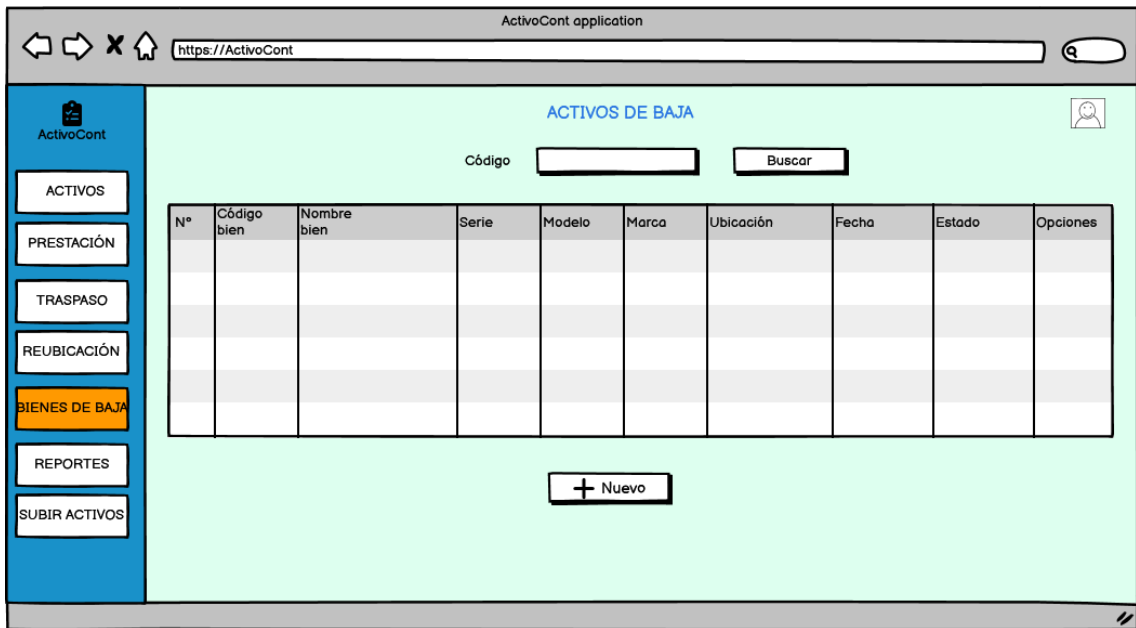 ActivoCont application
https://ActivoCont
ActivoCont
ACTIVOS
PRESTACIÓN
TRASPASO
REUBICACIÓN
BIENES DE BAJA
REPORTES
SUBIR ACTIVOS
ACTIVOS DE BAJA
Código
Buscar
N°
Código
bien
Nombre
bien
Serie
Modelo
Marca
Ubicación
Fecha
Estado
Opciones
Nuevo